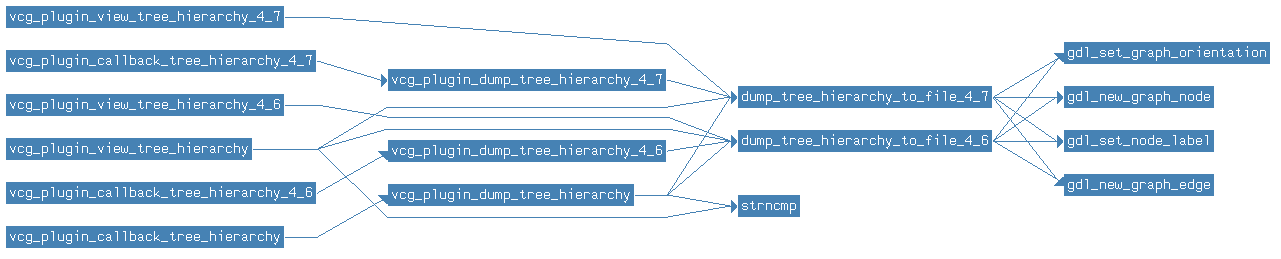 vcg_plugin_view_tree_hierarchy_4_7
vcg_plugin_callback_tree_hierarchy_4_7
vcg_plugin_view_tree_hierarchy_4_6
vcg_plugin_view_tree_hierarchy
vcg_plugin_callback_tree_hierarchy_4_6
vcg_plugin_callback_tree_hierarchy
vcg_plugin_dump_tree_hierarchy_4_7
vcg_plugin_dump_tree_hierarchy_4_6
vcg_plugin_dump_tree_hierarchy
dump_tree_hierarchy_to_file_4_7
dump_tree_hierarchy_to_file_4_6
strncmp
gdl_set_graph_orientation
gdl_new_graph_node
gdl_set_node_label
gdl_new_graph_edge